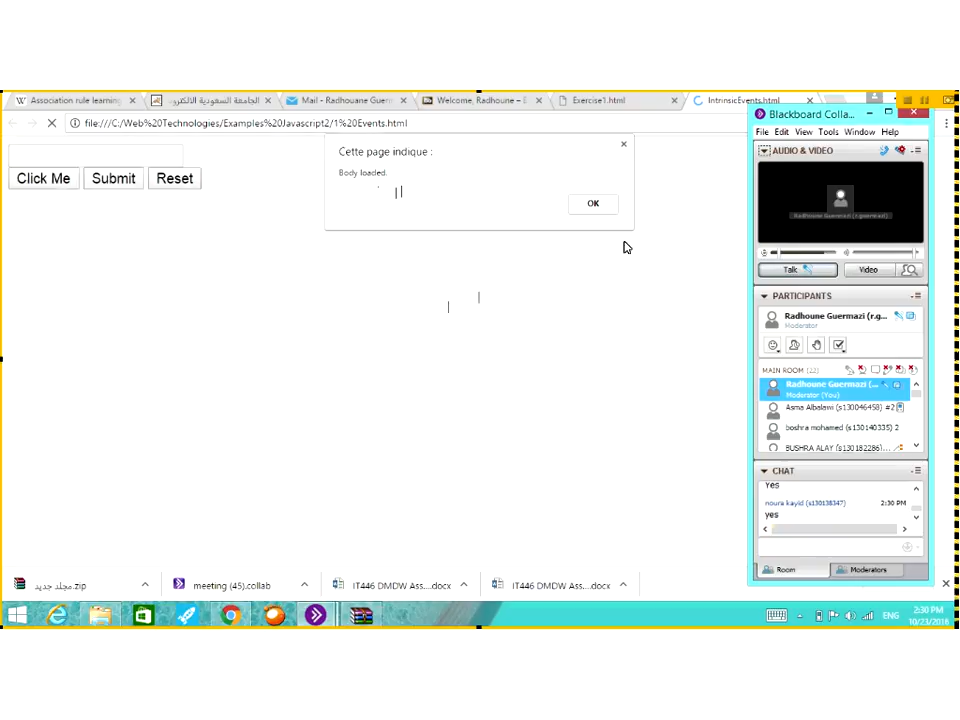 Association rule learning
الجامعة السعودية الالكترون
Mail - Radhouane Guerm
Welcome, Radhoune – E
Exercise1.html
IntrinsicEvents.html
file:///C:/Web%20Technologies/Examples%20Javascript2/1%20Events.html
Cette page indique :
Body loaded.
OK
Click Me
Submit
Reset
Blackboard Colla...
File Edit View Tools Window Help
AUDIO & VIDEO
Radhoune Guermazi (r.guermazi)
Talk
Video
PARTICIPANTS
Radhoune Guermazi (r.g...
Moderator
MAIN ROOM (22)
Radhoune Guermazi (...
Moderator (You)
Asma Albalawi (s130046458) #2
boshra mohamed (s130140335) 2
BUSHRA ALAY (s130182286)...
CHAT
Yes
noura kayid (s130138347) 2:30 PM
yes
Room
Moderators
مجلد جديد.zip
meeting (45).collab
IT446 DMDW Ass....docx
IT446 DMDW Ass....docx
ENG
2:30 PM
10/23/2016